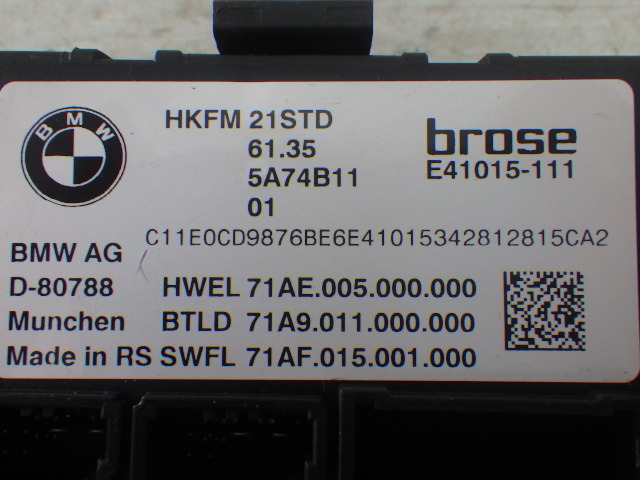 BMW
HKFM 21STD
61.35
5A74B11
01
brose
E41015-111
C11E0CD9876BE6E41015342812815CA2
BMW AG
D-80788 HWEL 71AE.005.000.000
Munchen BTLD 71A9.011.000.000
Made in RS SWFL 71AF.015.001.000